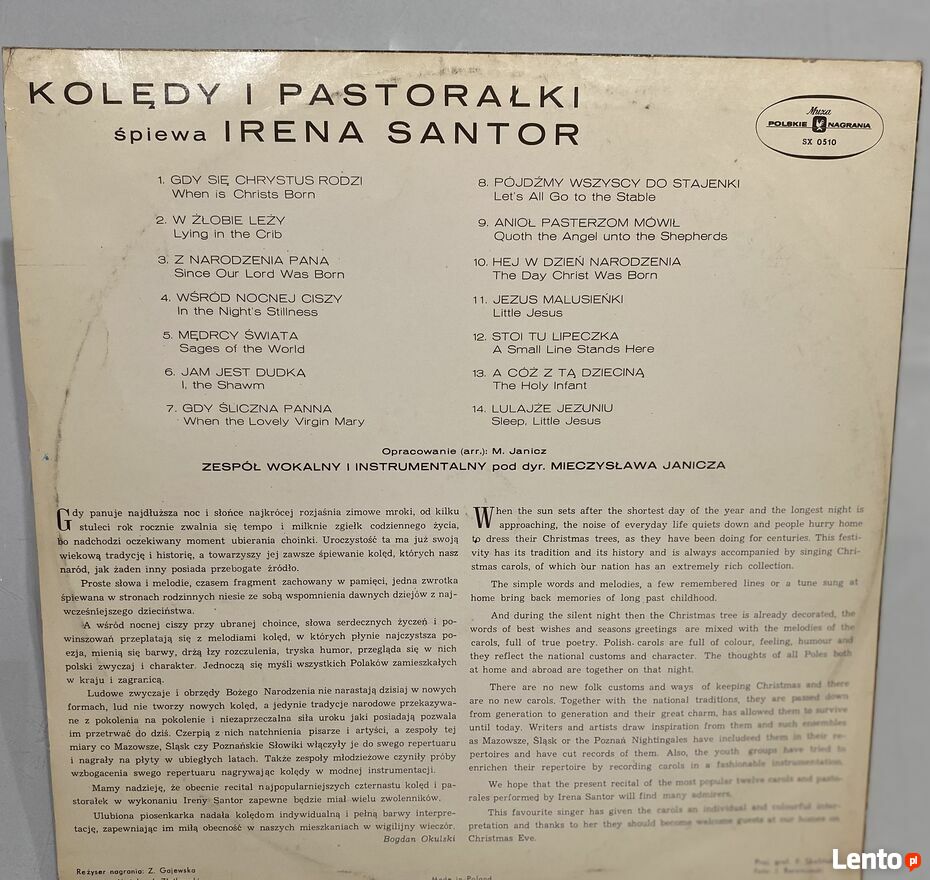 KOLĘDY I PASTORAŁKI
śpiewa IRENA SANTOR
Muza
POLSKIE NAGRANIA
SX 0510
1. GDY SIĘ CHRYSTUS RODZI
When is Christs Born
2. W ŻŁOBIE LEŻY
Lying in the Crib
3. Z NARODZENIA PANA
Since Our Lord Was Born
4. WŚRÓD NOCNEJ CISZY
In the Night's Stillness
5. MĘDRCY ŚWIATA
Sages of the World
6. JAM JEST DUDKĄ
I, the Shawm
7. GDY ŚLICZNA PANNA
When the Lovely Virgin Mary
8. PÓJDŹMY WSZYSCY DO STAJENKI
Let's All Go to the Stable
9. ANIOŁ PASTERZOM MÓWIŁ
Quoth the Angel unto the Shepherds
10. HEJ W DZIEŃ NARODZENIA
The Day Christ Was Born
11. JEZUS MALUSIEŃKI
Little Jesus
12. STOI TU LIPECZKA
A Small Line Stands Here
13. A CÓŻ Z TĄ DZIECINĄ
The Holy Infant
14. LULAJŻE JEZUNIU
Sleep, Little Jesus
Opracowanie (arr.): M. Janicz
ZESPÓŁ WOKALNY I INSTRUMENTALNY pod dyr. MIECZYSŁAWA JANICZA
Gdy panuje najdłuższa noc i słońce najkrócej rozjaśnia zimowe mroki, od kilku
stuleci rok rocznie zwalnia się tempo i milknie zgiełk codziennego życia,
bo nadchodzi oczekiwany moment ubierania choinki. Uroczystość ta ma już swoją
wiekową tradycję i historię, a towarzyszy jej zawsze śpiewanie kolęd, których nasz
naród, jak żaden inny posiada przebogate źródło.
Proste słowa i melodie, czasem fragment zachowany w pamięci, jedna zwrotka
śpiewana w stronach rodzinnych niesie ze sobą wspomnienia dawnych dziejów z naj-
wcześniejszego dzieciństwa.
A wśród nocnej ciszy przy ubranej choince, słowa serdecznych życzeń i po-
winszowań przeplatają się z melodiami kolęd, w których płynie najczystsza po-
ezja, mienią się barwy, drżą łzy rozczulenia, tryska humor, przegląda się w nich
polski zwyczaj i charakter. Jednoczą się myśli wszystkich Polaków zamieszkałych
w kraju i zagranicą.
Ludowe zwyczaje i obrzędy Bożego Narodzenia nie narastają dzisiaj w nowych
formach, lud nie tworzy nowych kolęd, a jedynie tradycje narodowe przekazywa-
ne z pokolenia na pokolenie i niezaprzeczalna siła uroku jaki posiadają pozwala
im przetrwać do dziś. Czerpią z nich natchnienia pisarze i artyści, a zespoły tej
miary co Mazowsze, Śląsk czy Poznańskie Słowiki włączyły je do swego repertuaru
i nagrały na płyty w ubiegłych latach. Także zespoły młodzieżowe czyniły próby
wzbogacenia swego repertuaru nagrywając kolędy w modnej instrumentacji.
Mamy nadzieję, że obecnie recital najpopularniejszych czternastu kolęd i pa-
storałek w wykonaniu Ireny Santor zapewne będzie miał wielu zwolenników.
Ulubiona piosenkarka nadała kolędom indywidualną i pełną barwy interpre-
tację, zapewniając im miłą obecność w naszych mieszkaniach w wigilijny wieczór.
Bogdan Okulski
When the sun sets after the shortest day of the year and the longest night is
approaching, the noise of everyday life quiets down and people hurry home
to dress their Christmas trees, as they have been doing for centuries. This festi-
vity has its tradition and its history and is always accompanied by singing Chri-
stmas carols, of which our nation has an extremely rich collection.
The simple words and melodies, a few remembered lines or a tune sung at
home bring back memories of long past childhood.
And during the silent night then the Christmas tree is already decorated, the
words of best wishes and seasons greetings are mixed with the melodies of the
carols, full of true poetry. Polish carols are full of colour, feeling, humour and
they reflect the national customs and character. The thoughts of all Poles both
at home and abroad are together on that night.
There are no new folk customs and ways of keeping Christmas and there
are no new carols. Together with the national traditions, they are passed down
from generation to generation and their great charm, has allowed them to survive
until today. Writers and artists draw inspiration from them and such ensembles
as Mazowsze, Śląsk or the Poznań Nightingales have includeed them in their re-
pertoires and have cut records of them. Also, the youth groups have tried to
enrichen their repertoire by recording carols in a fashionable instrumentation.
We hope that the present recital of the most popular twelve carols and pasto-
rales performed by Irena Santor will find many admirers.
This favourite singer has given the carols an individual and colourful inter-
pretation and thanks to her they should become welcome guests at our homes on
Christmas Eve.
Reżyser nagrania: Z. Gajewska
Made in Poland
Lento.pl